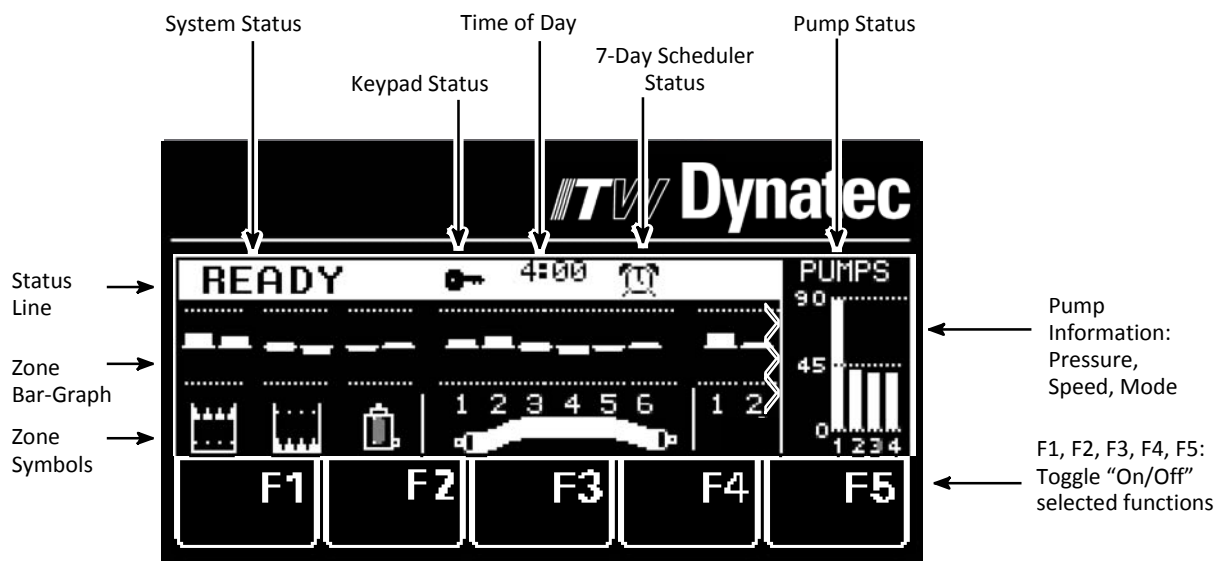 System Status
Time of Day
Pump Status
7-Day Scheduler
Status
Keypad Status
ITW Dynatec
Status
Line
READY 4:00
PUMPS
90
45
0
1 2 3 4
Zone
Bar-Graph
Zone
Symbols
1 2 3 4 5 6
1 2
Pump
Information:
Pressure,
Speed, Mode
F1 F2 F3 F4 F5
F1, F2, F3, F4, F5:
Toggle “On/Off”
selected functions